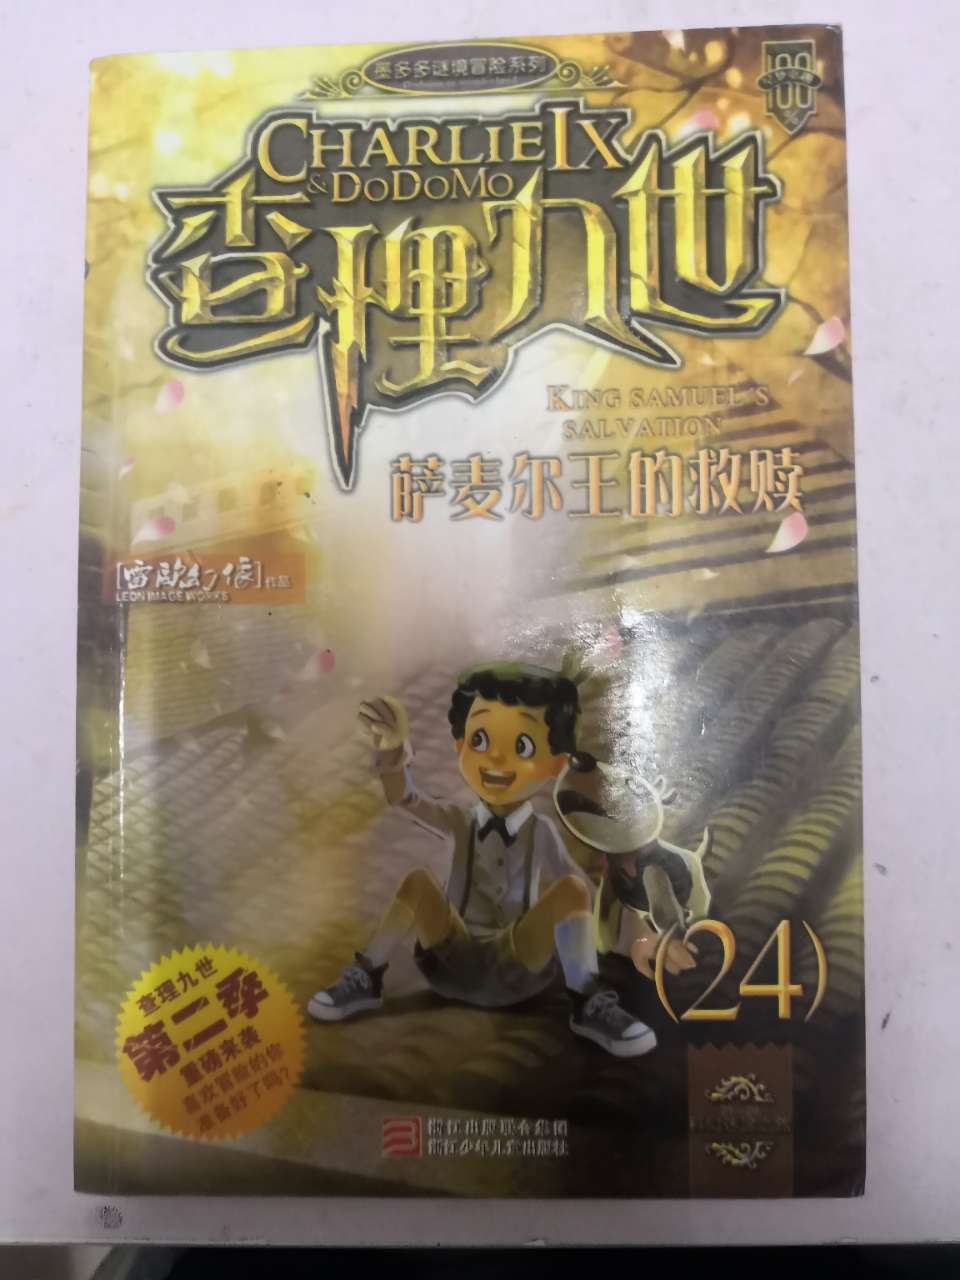 墨多多谜境冒险系列
100
%
CHARLIE IX
& DODOMO
查理九世
KING SAMUEL'S
SALVATION
萨麦尔王的救赎
[雷欧幻像]作品
LEON IMAGE WORKS
(24)
查理九世
第二季
重磅来袭
喜欢冒险的你
准备好了吗?
浙江出版联合集团
浙江少年儿童出版社